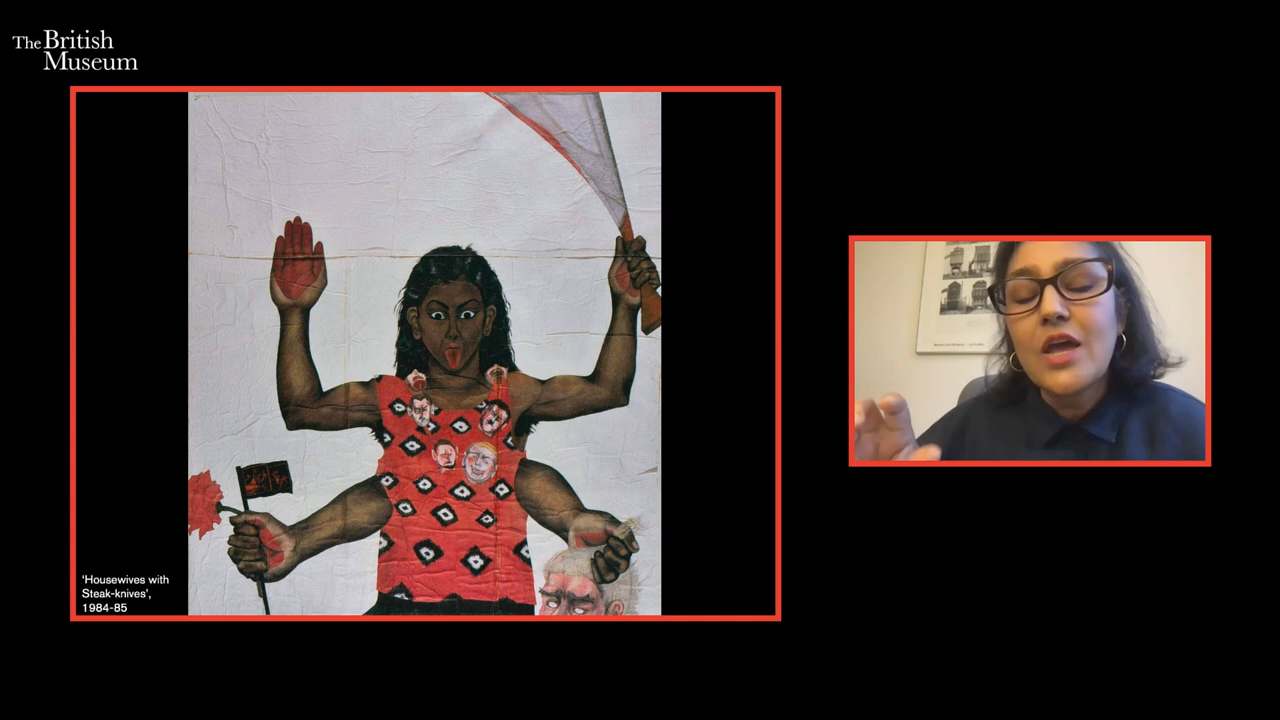 The British
Museum
'Housewives with
Steak-knives',
1984-85